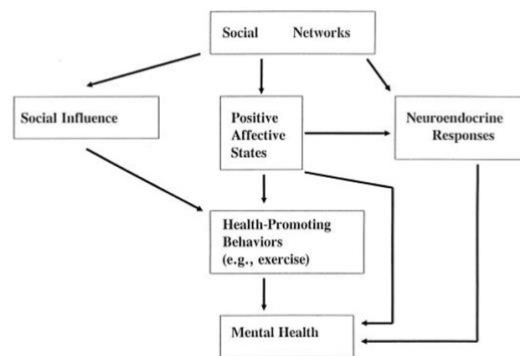 Social Networks
Social Influence
Positive
Affective
States
Neuroendocrine
Responses
Health-Promoting
Behaviors
(e.g., exercise)
Mental Health